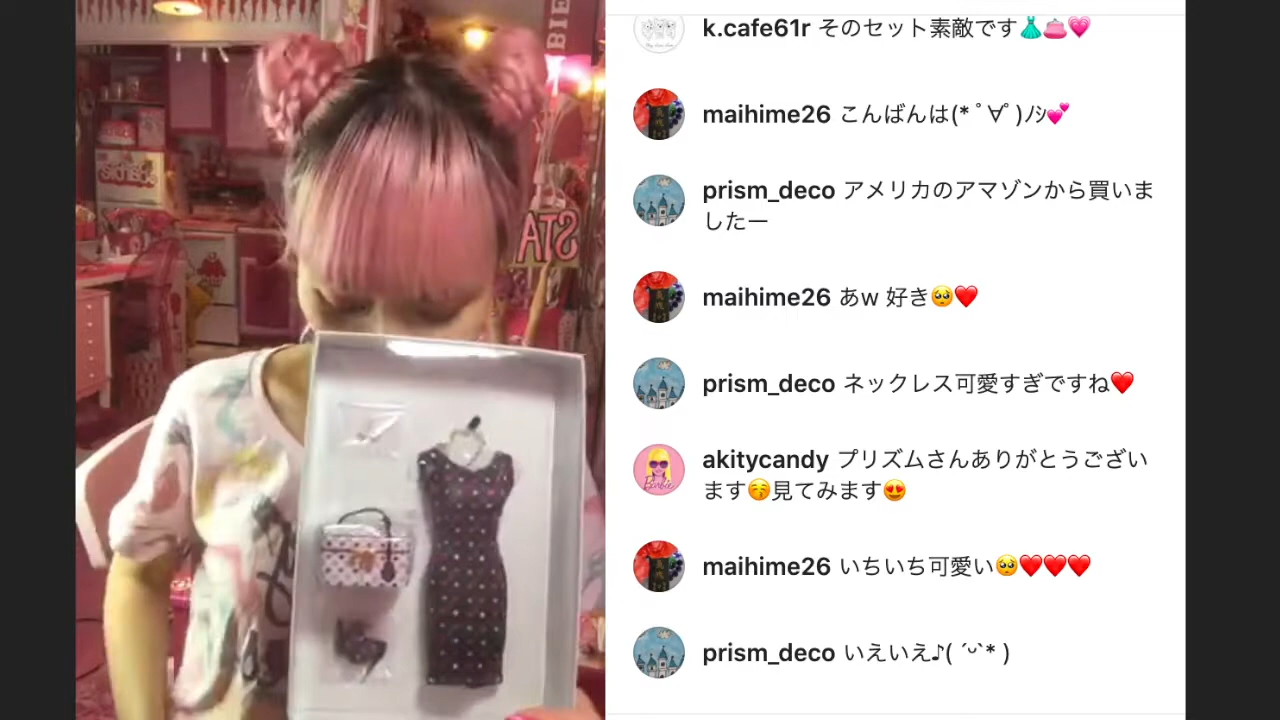 BIE
STA
k.cafe61r そのセット素敵です👗👛💗
maihime26 こんばんは(*ﾟ∀ﾟ)ﾉｼ💕
prism_deco アメリカのアマゾンから買いま
したー
maihime26 あw 好き🥺❤️
prism_deco ネックレス可愛すぎですね❤️
akitycandy プリズムさんありがとうござい
ます😚見てみます😍
maihime26 いちいち可愛い🥺❤️❤️❤️
prism_deco いえいえ♪( ´ᵕ`* )